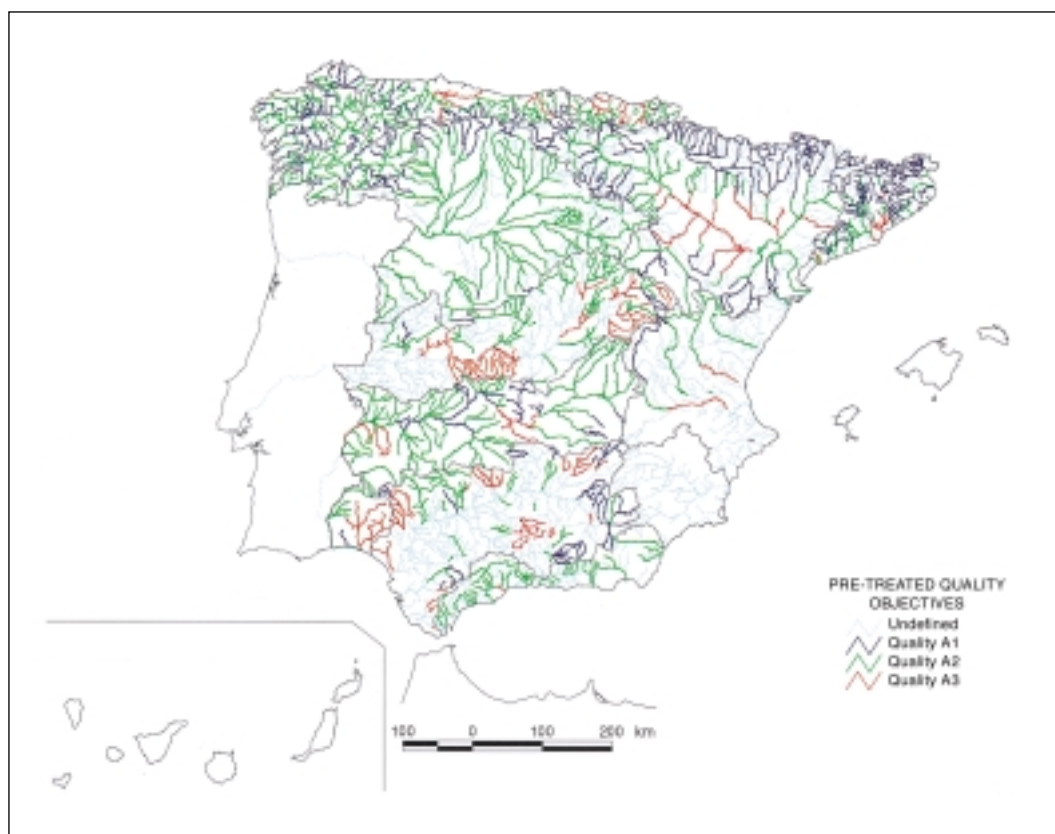 PRE-TREATED QUALITY
OBJECTIVES
Undefined
Quality A1
Quality A2
Quality A3
100 0 100 200 km